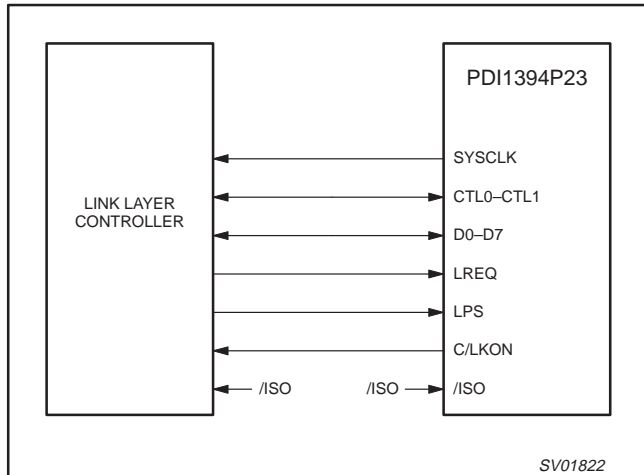 PDI1394P23
SYSCLK
CTL0–CTL1
LINK LAYER
CONTROLLER
D0–D7
LREQ
LPS
C/LKON
/ISO /ISO /ISO
SV01822